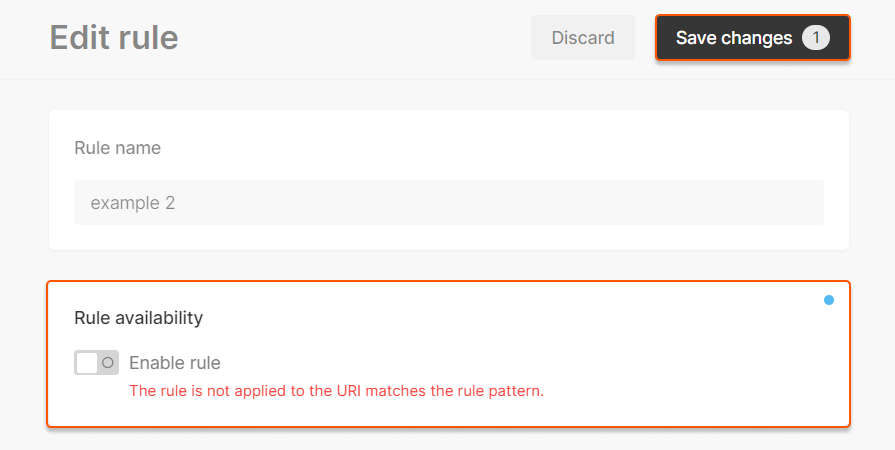 Edit rule
Discard
Save changes 1
Rule name
example 2
Rule availability
Enable rule
The rule is not applied to the URI matches the rule pattern.